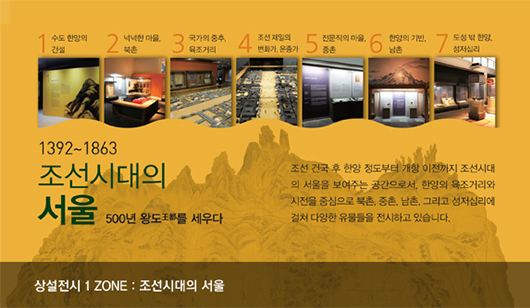 1 수도 한양의
건설
2 넉넉한 마을,
북촌
3 국가의 중추,
육조거리
4 조선 제일의
번화가, 운종가
5 전문직의 마을,
중촌
6 한양의 기반,
남촌
7 도성 밖 한양,
성저십리
1392~1863
조선시대의
서울 500년 왕도王都를 세우다
조선 건국 후 한양 정도부터 개항 이전까지 조선시대
의 서울을 보여주는 공간으로서, 한양의 육조거리와
시전을 중심으로 북촌, 중촌, 남촌, 그리고 성저십리에
걸쳐 다양한 유물들을 전시하고 있습니다.
상설전시 1 ZONE : 조선시대의 서울